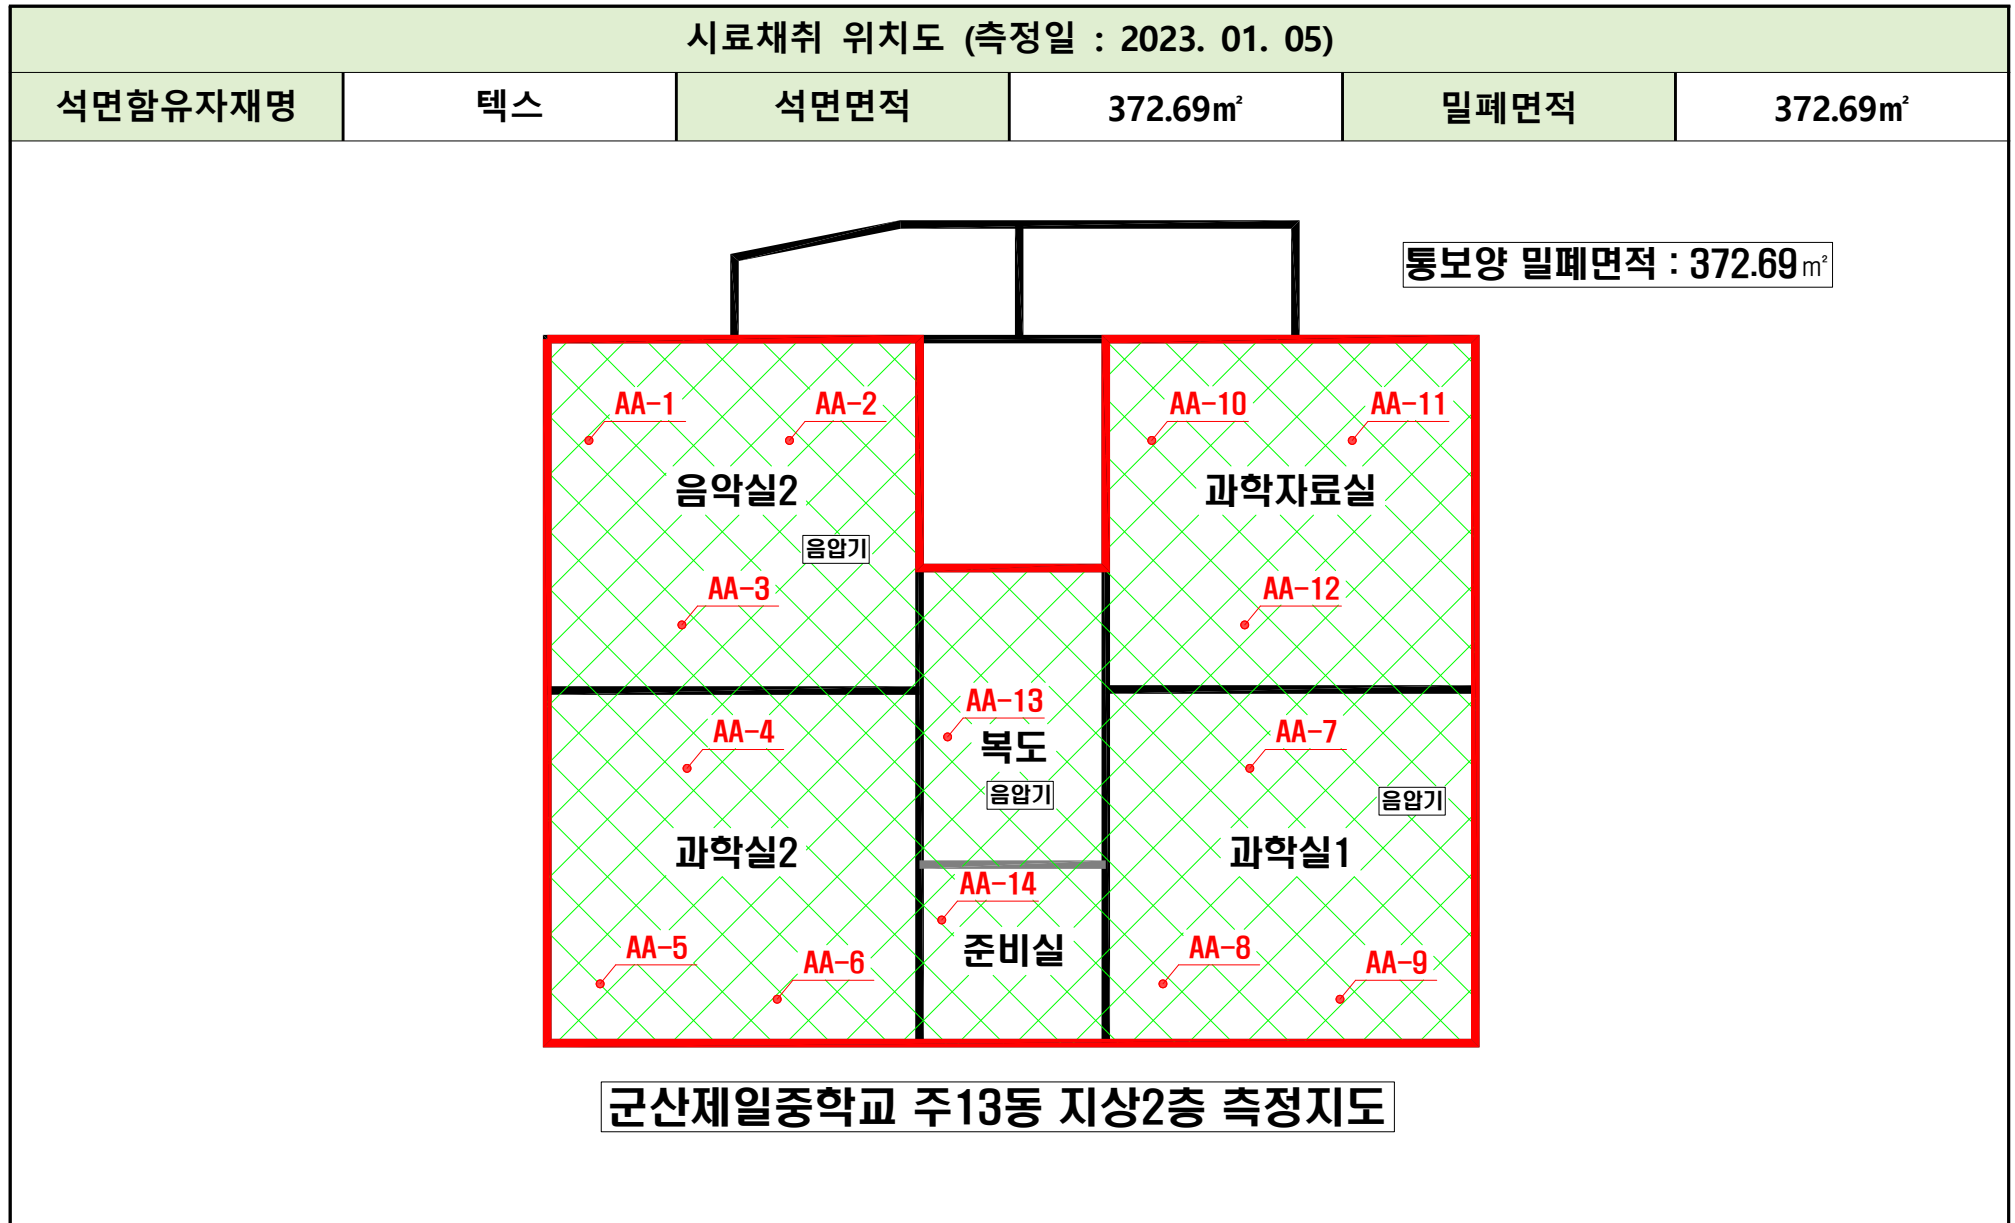 시료채취 위치도 (측정일 : 2023. 01. 05)
석면함유자재명 텍스 석면면적 372.69㎡ 밀폐면적 372.69㎡
통보양 밀폐면적 : 372.69㎡
AA-1 AA-2 AA-10 AA-11
음악실2 과학자료실
음압기
AA-3 AA-12
AA-13
AA-4 AA-7
복도
음압기 음압기
과학실2 과학실1
AA-14
AA-5 준비실 AA-8
AA-6 AA-9
군산제일중학교 주13동 지상2층 측정지도